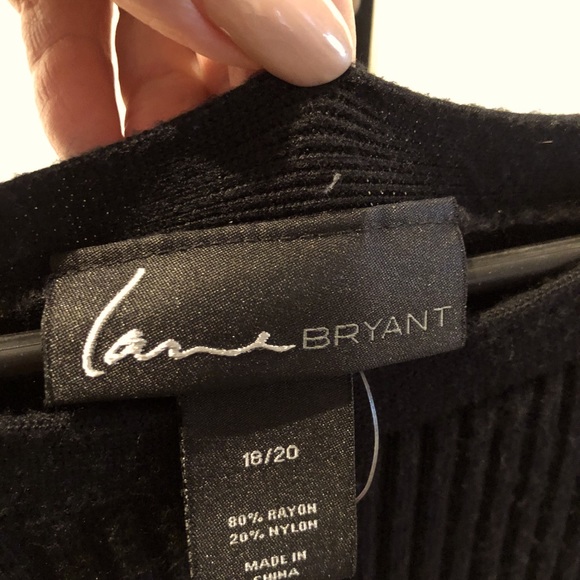 Lane BRYANT
18/20
80% RAYON
20% NYLON
MADE IN
CHINA